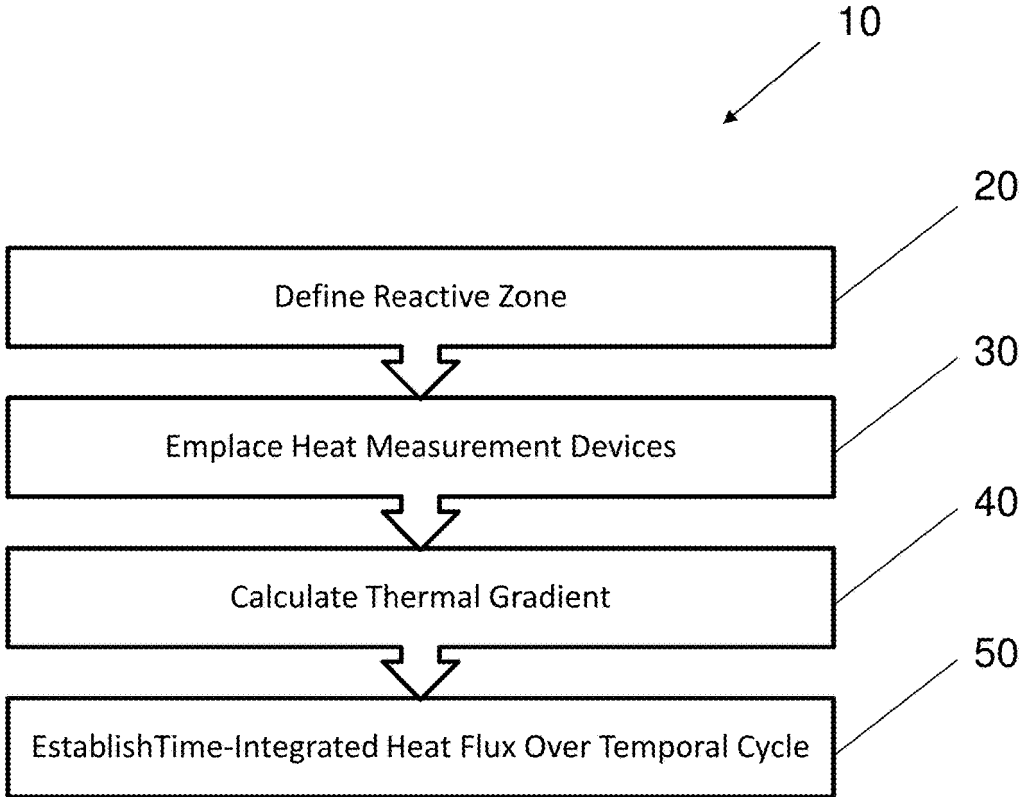 10
20
Define Reactive Zone
30
Emplace Heat Measurement Devices
40
Calculate Thermal Gradient
50
EstablishTime-Integrated Heat Flux Over Temporal Cycle